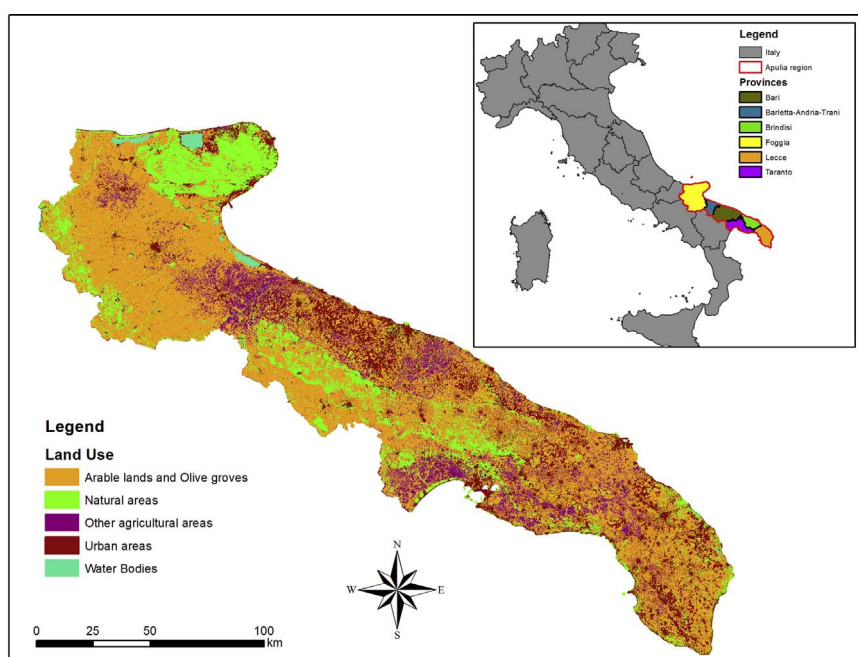 Legend
Italy
Apulia region
Provinces
Bari
Barletta-Andria-Trani
Brindisi
Foggia
Lecce
Taranto
Legend
Land Use
Arable lands and Olive groves
Natural areas
Other agricultural areas
Urban areas
Water Bodies
N
W E
S
0 25 50 100
km